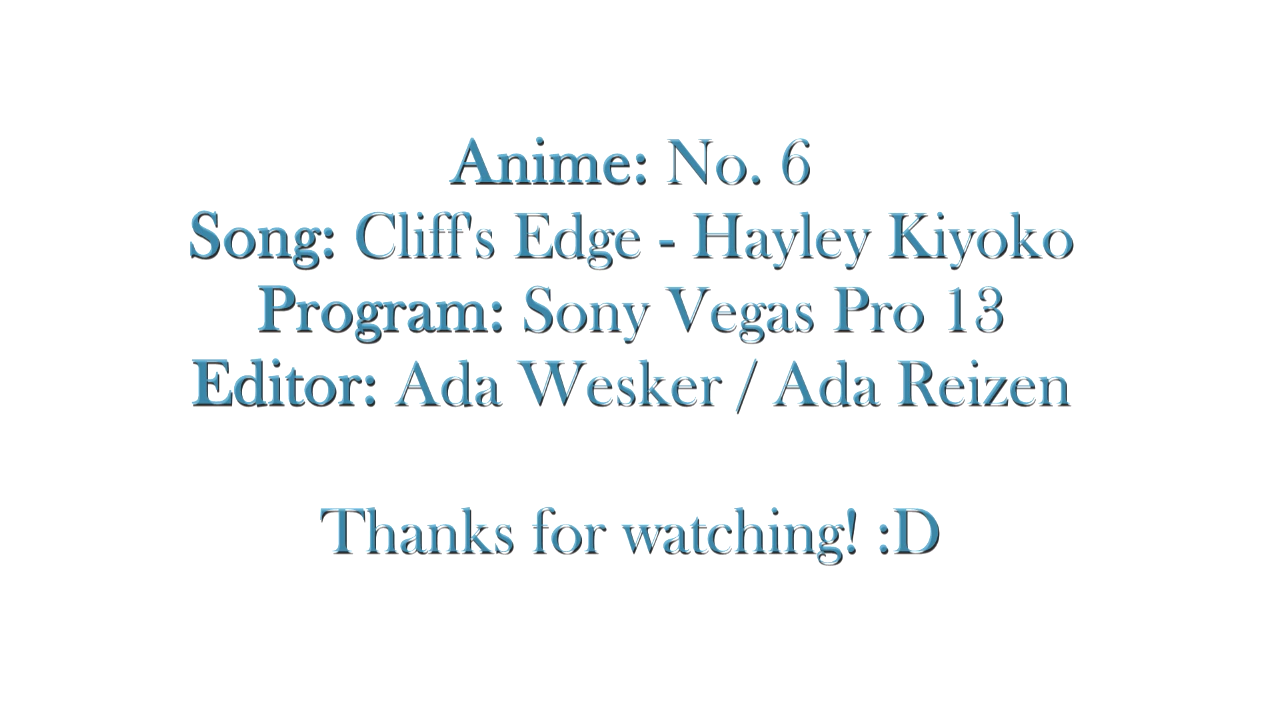 Anime: No. 6
Song: Cliff's Edge - Hayley Kiyoko
Program: Sony Vegas Pro 13
Editor: Ada Wesker / Ada Reizen
Thanks for watching! :D